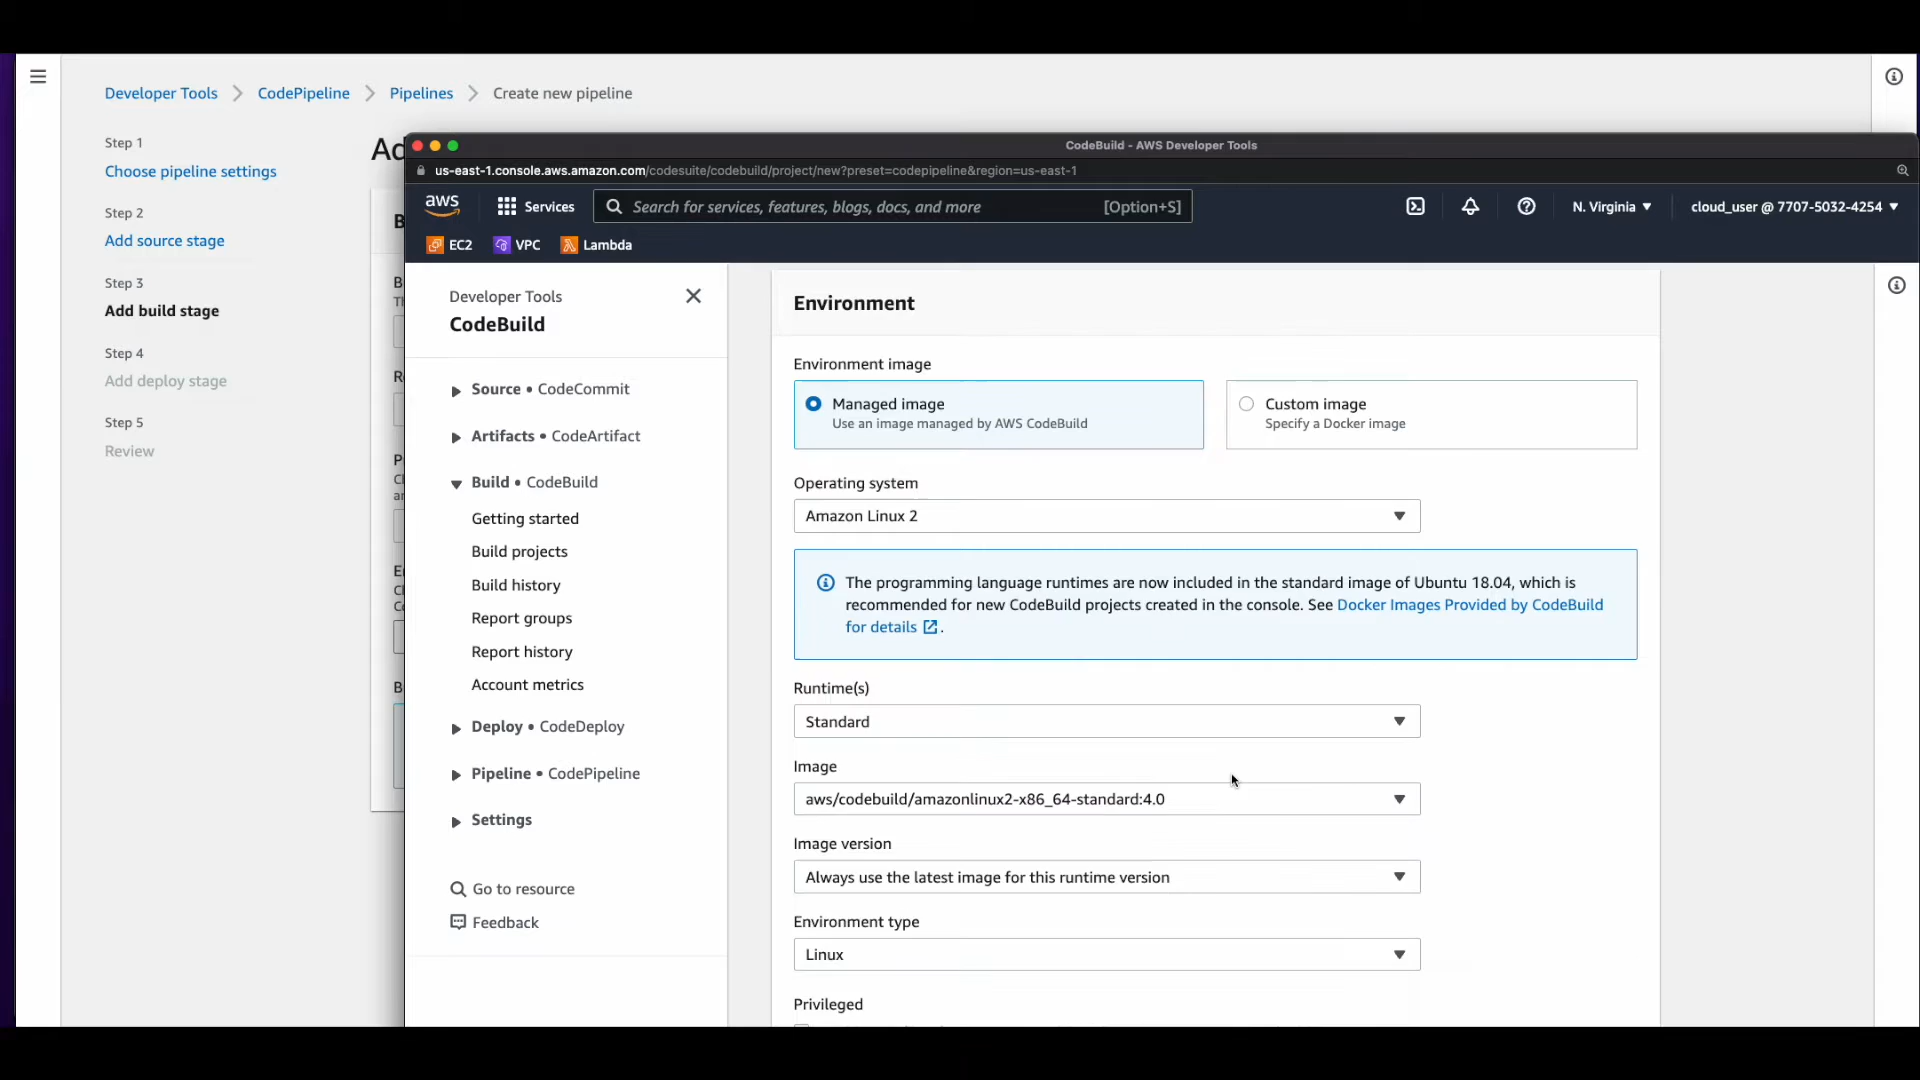 Developer Tools
CodePipeline
Pipelines
Create new pipeline
Step 1
Choose pipeline settings
Step 2
Add source stage
Step 3
Add build stage
Step 4
Add deploy stage
Step 5
Review
CodeBuild - AWS Developer Tools
us-east-1.console.aws.amazon.com/codesuite/codebuild/project/new?preset=codepipeline&region=us-east-1
aws
Services
Search for services, features, blogs, docs, and more
[Option+S]
N. Virginia
cloud_user @ 7707-5032-4254
EC2
VPC
Lambda
Developer Tools
CodeBuild
Source • CodeCommit
Artifacts • CodeArtifact
Build • CodeBuild
Getting started
Build projects
Build history
Report groups
Report history
Account metrics
Deploy • CodeDeploy
Pipeline • CodePipeline
Settings
Go to resource
Feedback
Environment
Environment image
Managed image
Use an image managed by AWS CodeBuild
Custom image
Specify a Docker image
Operating system
Amazon Linux 2
The programming language runtimes are now included in the standard image of Ubuntu 18.04, which is
recommended for new CodeBuild projects created in the console. See Docker Images Provided by CodeBuild
for details.
Runtime(s)
Standard
Image
aws/codebuild/amazonlinux2-x86_64-standard:4.0
Image version
Always use the latest image for this runtime version
Environment type
Linux
Privileged